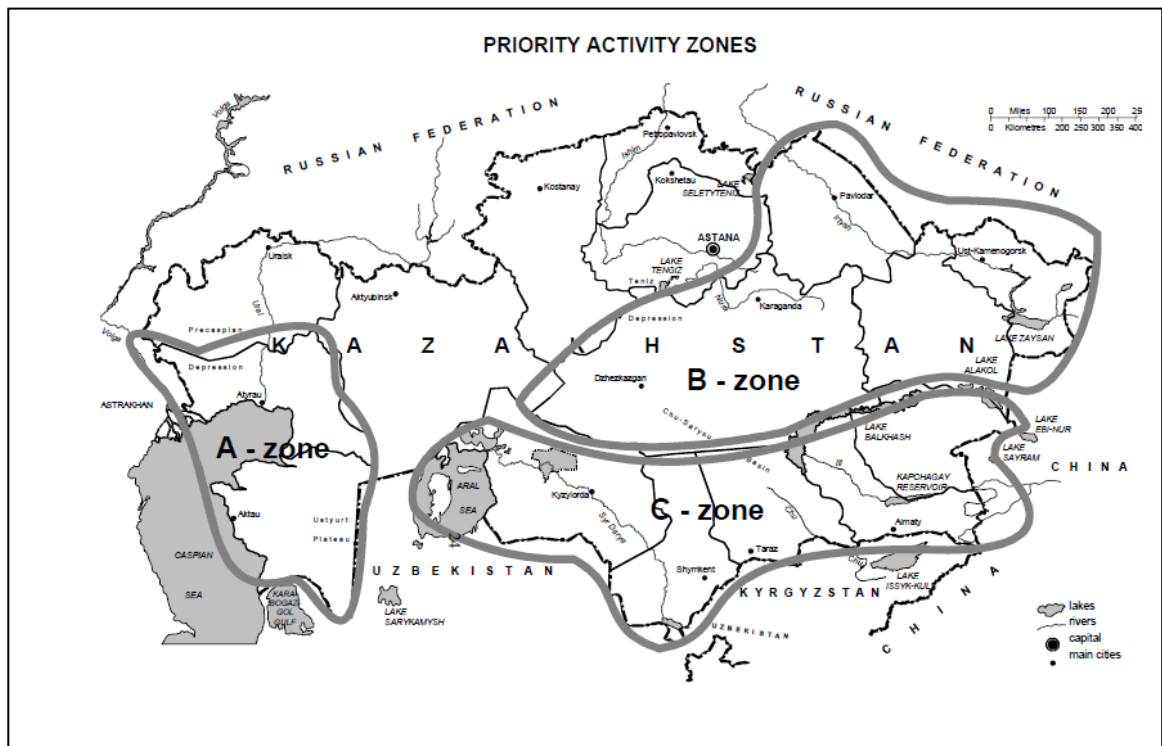 PRIORITY ACTIVITY ZONES
Volga
RUSSIAN FEDERATION
RUSSIAN FEDERATION
0 Miles 100 150 200 25
0 Kilometres 200 250 300 350 400
Petropavlovsk
Ishim
Kostanay
Kokshetau
LAKE
SELETYTENIZ
Pavlodar
Irtysh
ASTANA
Uralsk
LAKE
TENGIZ
Teniz
Ust-Kamenogorsk
Aktyubinsk
Nura
Karaganda
Ural
Depression
Volga
Precaspian
KAZAKHSTAN
LAKE ZAYSAN
Depression
LAKE
ALAKOL
Dzhezkazgan
B - zone
Atyrau
ASTRAKHAN
Chu-Sarysu
Basin
LAKE
BALKHASH
LAKE
EBI-NUR
A - zone
LAKE
SAYRAM
CHINA
Ili
KAPCHAGAY
RESERVOIR
ARAL
SEA
Kyzylorda
C - zone
Syr Darya
Chu
Aktau
Ustyurt
Plateau
Almaty
Taraz
CASPIAN
SEA
UZBEKISTAN
Shymkent
Chu
LAKE
ISSYK-KUL
KYRGYZSTAN
CHINA
KARA-
BOGAZ-
GOL
GULF
LAKE
SARYKAMYSH
UZBEKISTAN
lakes
rivers
capital
main cities